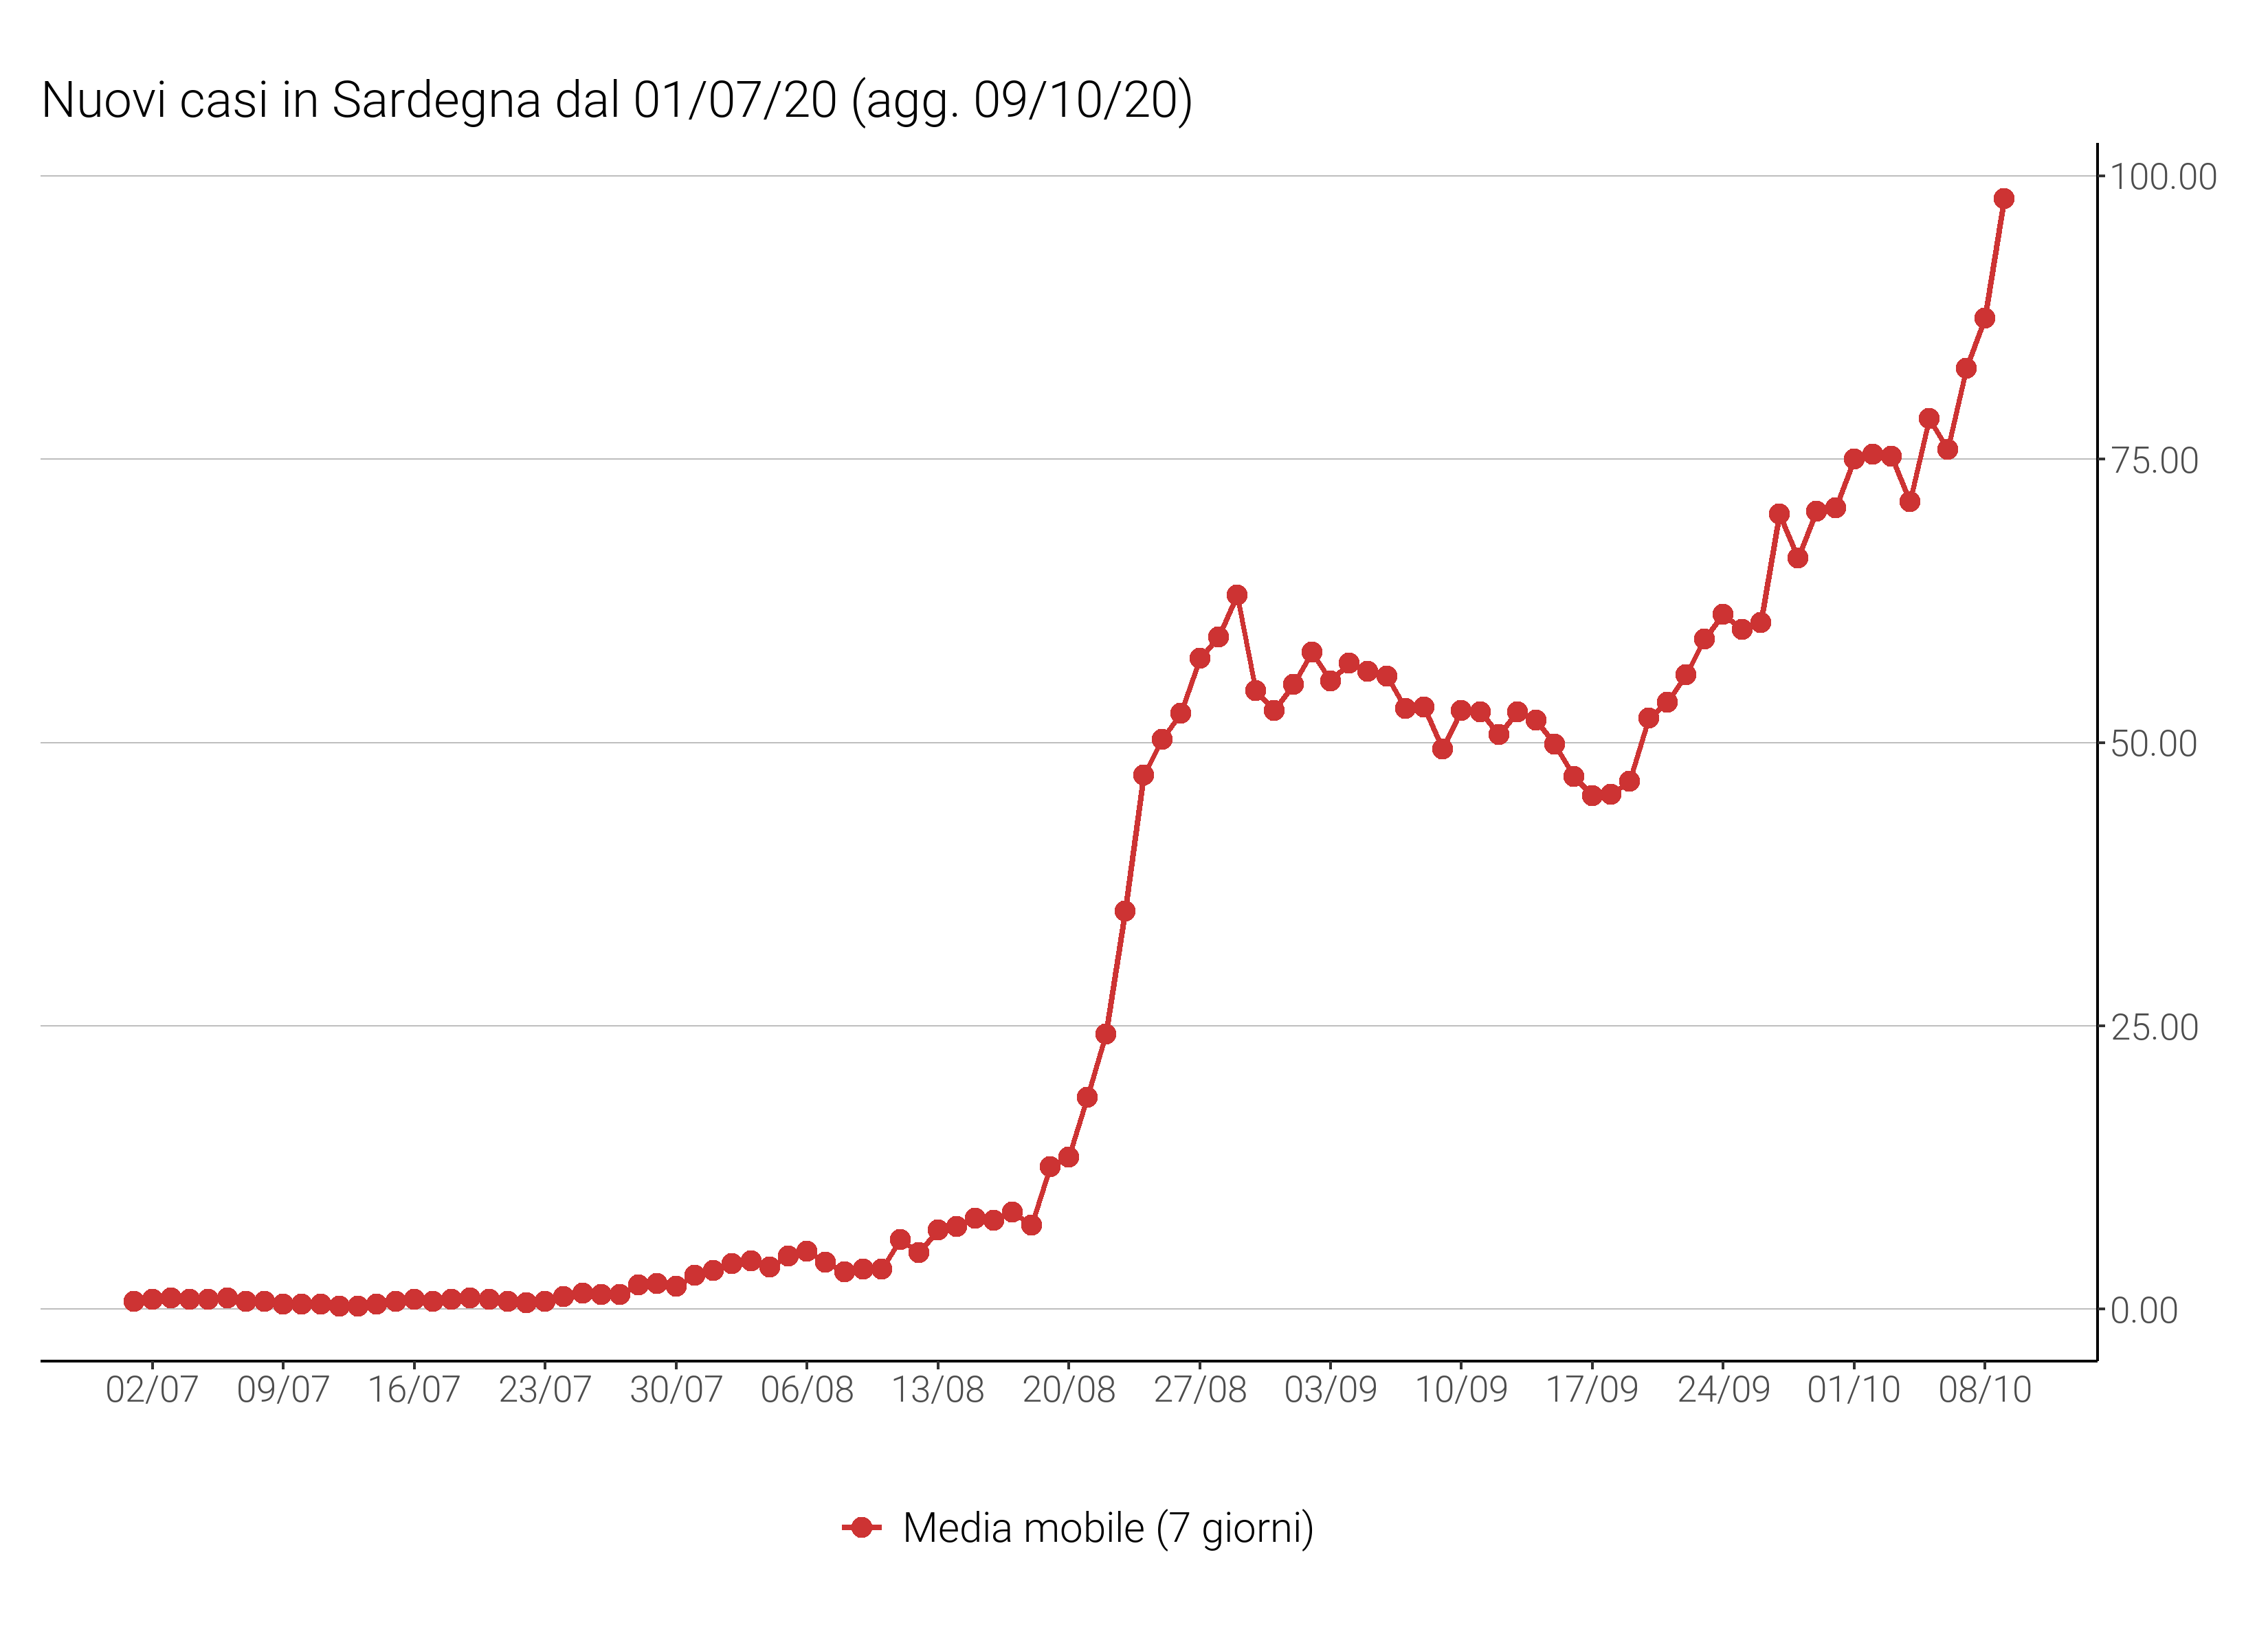 Nuovi casi in Sardegna dal 01/07/20 (agg. 09/10/20)
100.00
75.00
50.00
25.00
0.00
02/07 09/07 16/07 23/07 30/07 06/08 13/08 20/08 27/08 03/09 10/09 17/09 24/09 01/10 08/10
Media mobile (7 giorni)